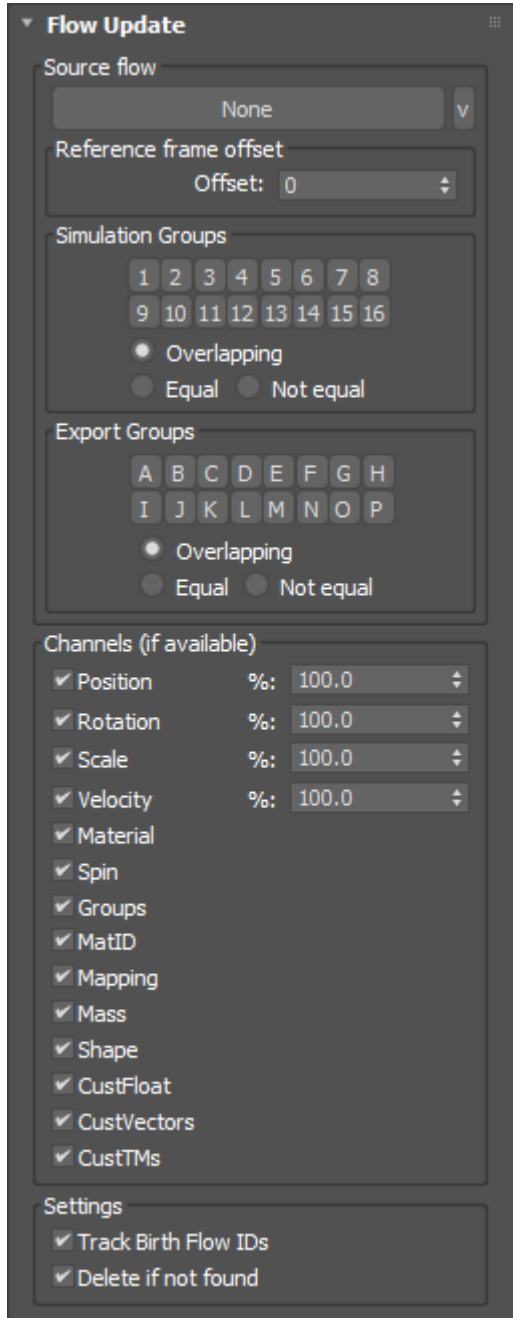 Flow Update
Source flow
None v
Reference frame offset
Offset: 0
Simulation Groups
1 2 3 4 5 6 7 8
9 10 11 12 13 14 15 16
Overlapping
Equal Not equal
Export Groups
A B C D E F G H
I J K L M N O P
Overlapping
Equal Not equal
Channels (if available)
Position %: 100.0
Rotation %: 100.0
Scale %: 100.0
Velocity %: 100.0
Material
Spin
Groups
MatID
Mapping
Mass
Shape
CustFloat
CustVectors
CustTMs
Settings
Track Birth Flow IDs
Delete if not found